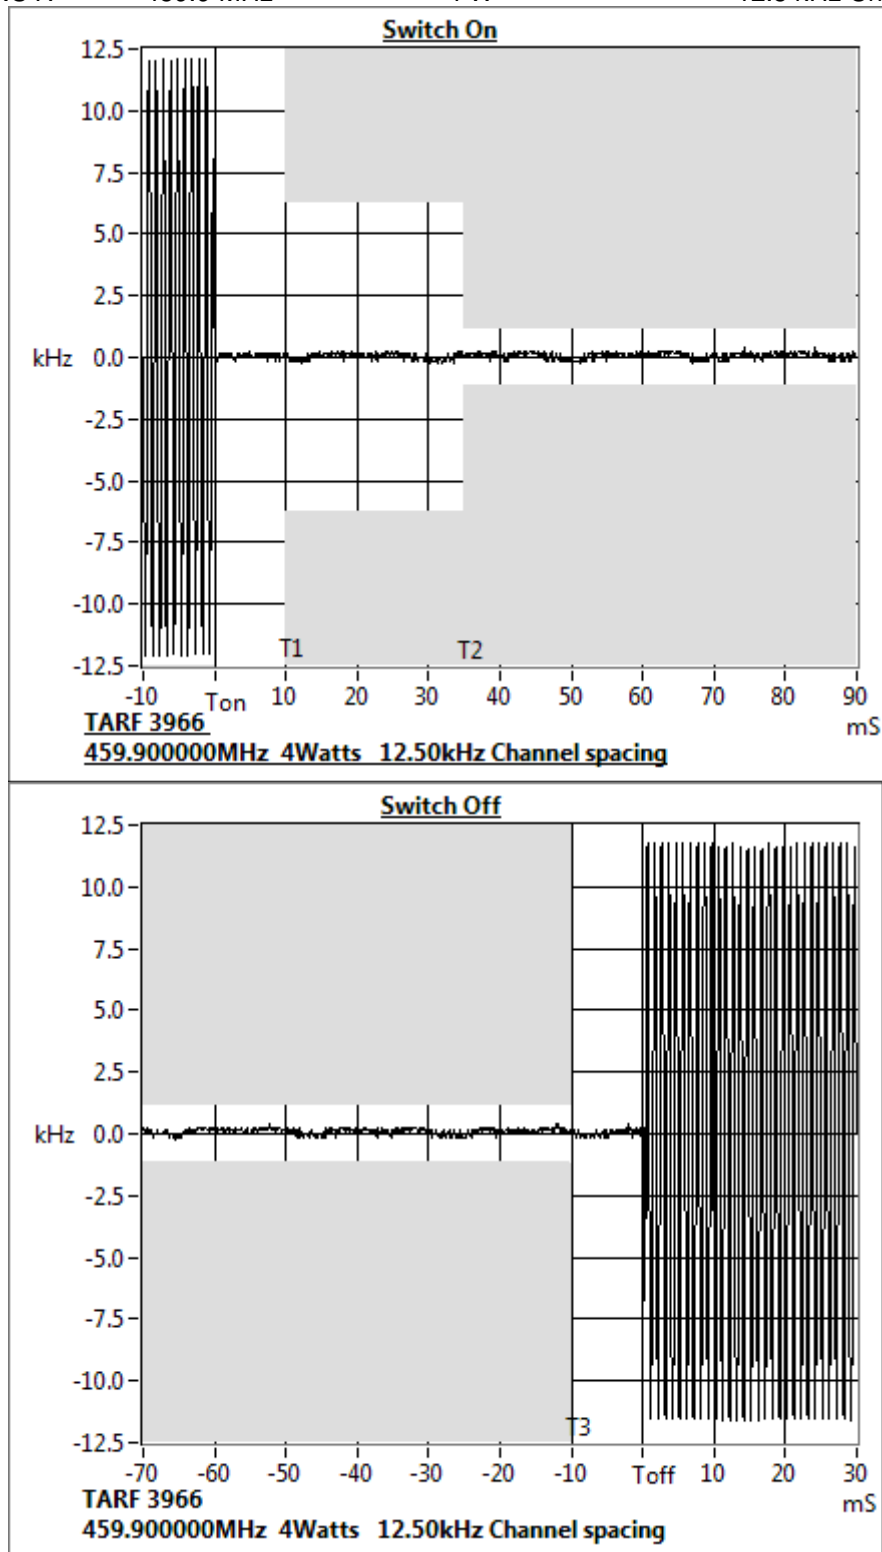 Switch On
12.5
10.0
7.5
5.0
2.5
kHz 0.0
-2.5
-5.0
-7.5
-10.0
T1 T2
-12.5
-10 Ton 10 20 30 40 50 60 70 80 90
mS
TARF 3966
459.900000MHz 4Watts 12.50kHz Channel spacing
Switch Off
12.5
10.0
7.5
5.0
2.5
kHz 0.0
-2.5
-5.0
-7.5
-10.0
T3
-12.5
-70 -60 -50 -40 -30 -20 -10 Toff 10 20 30
mS
TARF 3966
459.900000MHz 4Watts 12.50kHz Channel spacing